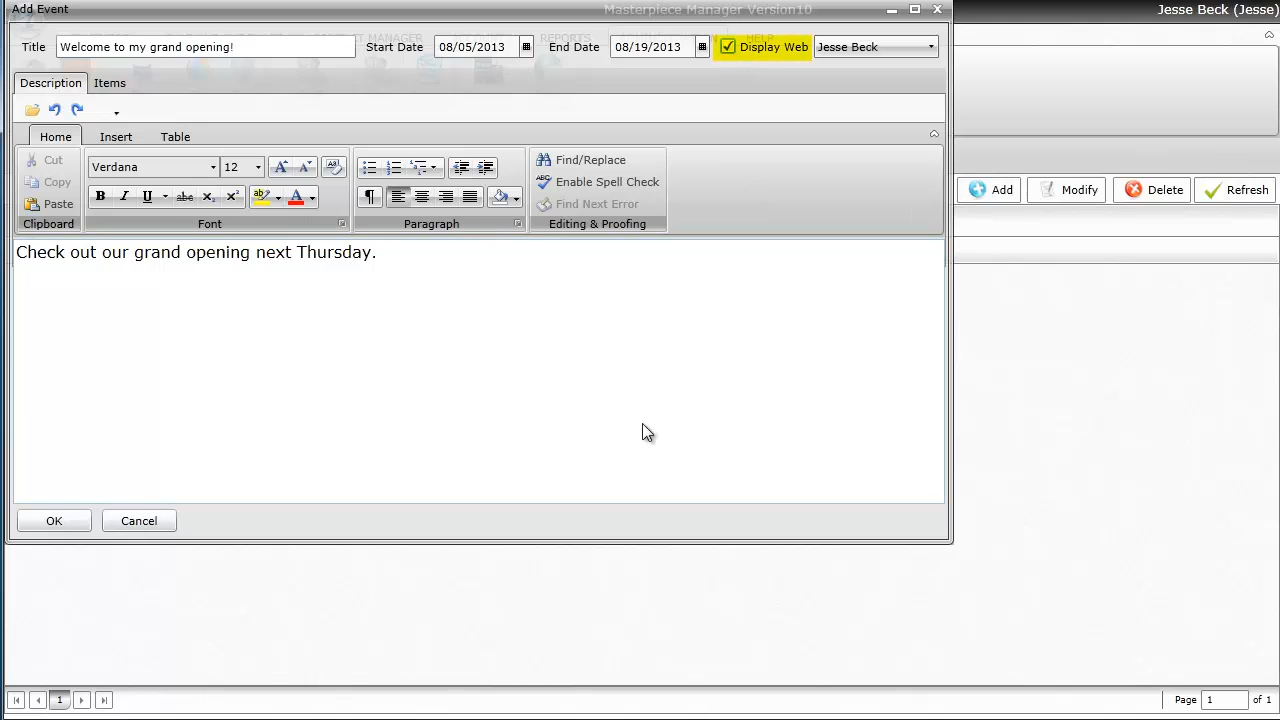 Add Event
Masterpiece Manager Version10
Jesse Beck (Jesse)
Title Welcome to my grand opening! Start Date 08/05/2013 End Date 08/19/2013 Display Web Jesse Beck
REPORTS
HELP
Description Items
Home Insert Table
Cut
Copy
Paste
Clipboard
Verdana 12
Font
Paragraph
Find/Replace
Enable Spell Check
Find Next Error
Editing & Proofing
Add Modify Delete Refresh
Check out our grand opening next Thursday.
OK Cancel
1
Page 1 of 1